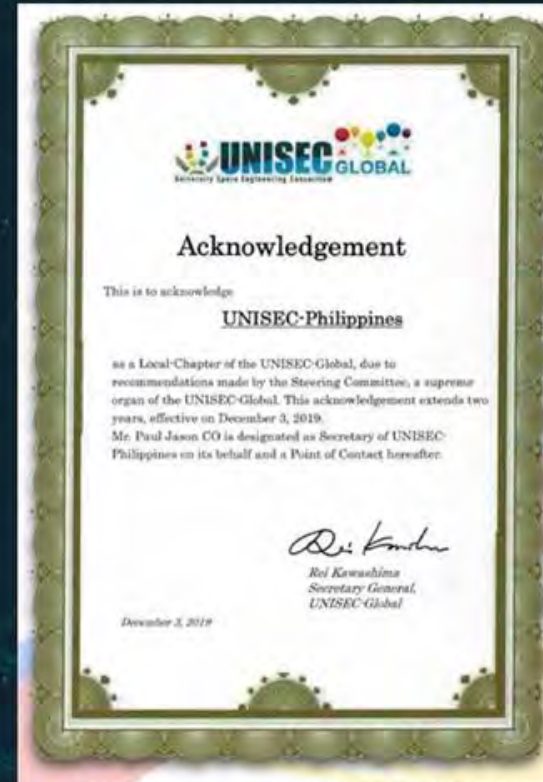 UNISEC GLOBAL
University Space Engineering Consortium
Acknowledgement
This is to acknowledge
UNISEC-Philippines
as a Local-Chapter of the UNISEC-Global, due to
recommendations made by the Steering Committee, a supreme
organ of the UNISEC-Global. This acknowledgement extends two
years, effective on December 3, 2019.
Mr. Paul Jason CO is designated as Secretary of UNISEC-
Philippines on its behalf and a Point of Contact hereafter.
Rei Kawashima
Secretary General,
UNISEC-Global
December 3, 2019